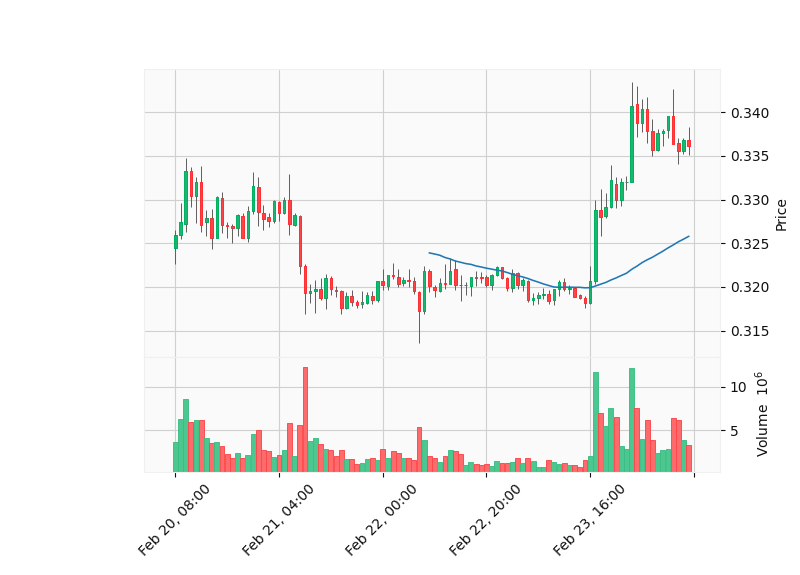 0.340
0.335
0.330
0.325
0.320
0.315
Price
10
5
Volume 10^6
Feb 20, 08:00
Feb 21, 04:00
Feb 22, 00:00
Feb 22, 20:00
Feb 23, 16:00